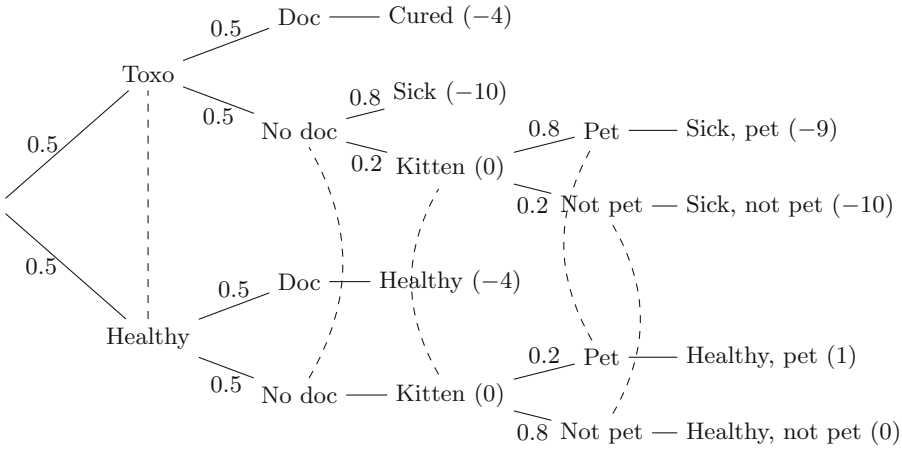 0.5
Toxo
0.5
Doc
Cured (−4)
0.5
No doc
0.8
Sick (−10)
0.2
Kitten (0)
0.8
Pet
Sick, pet (−9)
0.2
Not pet
Sick, not pet (−10)
0.5
Healthy
0.5
Doc
Healthy (−4)
0.5
No doc
Kitten (0)
0.2
Pet
Healthy, pet (1)
0.8
Not pet
Healthy, not pet (0)